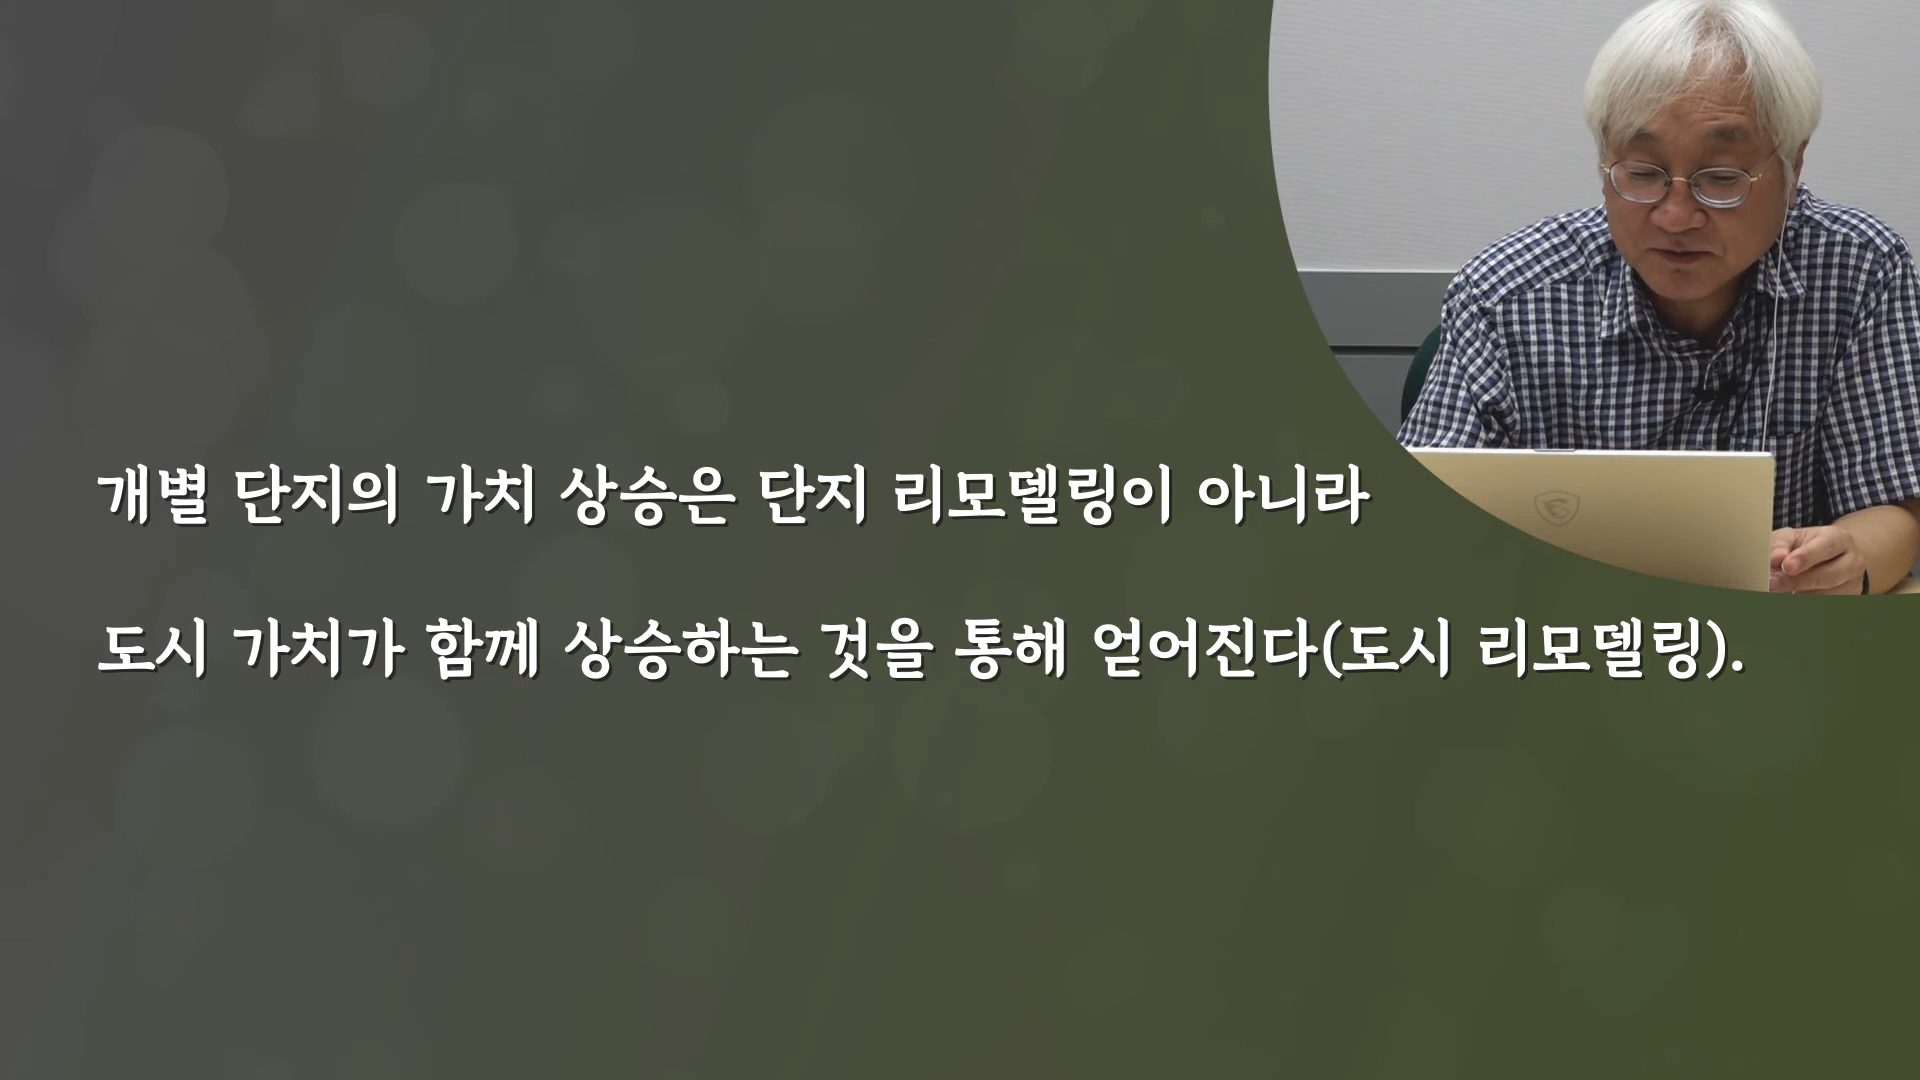 개별 단지의 가치 상승은 단지 리모델링이 아니라
도시 가치가 함께 상승하는 것을 통해 얻어진다(도시 리모델링).